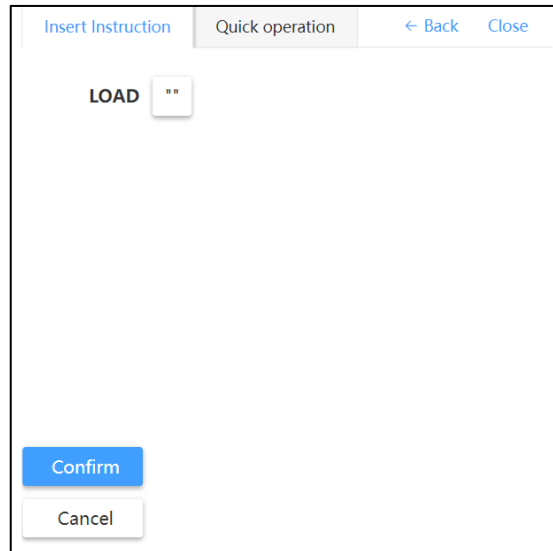 Insert Instruction Quick operation ← Back Close
LOAD ""
Confirm
Cancel